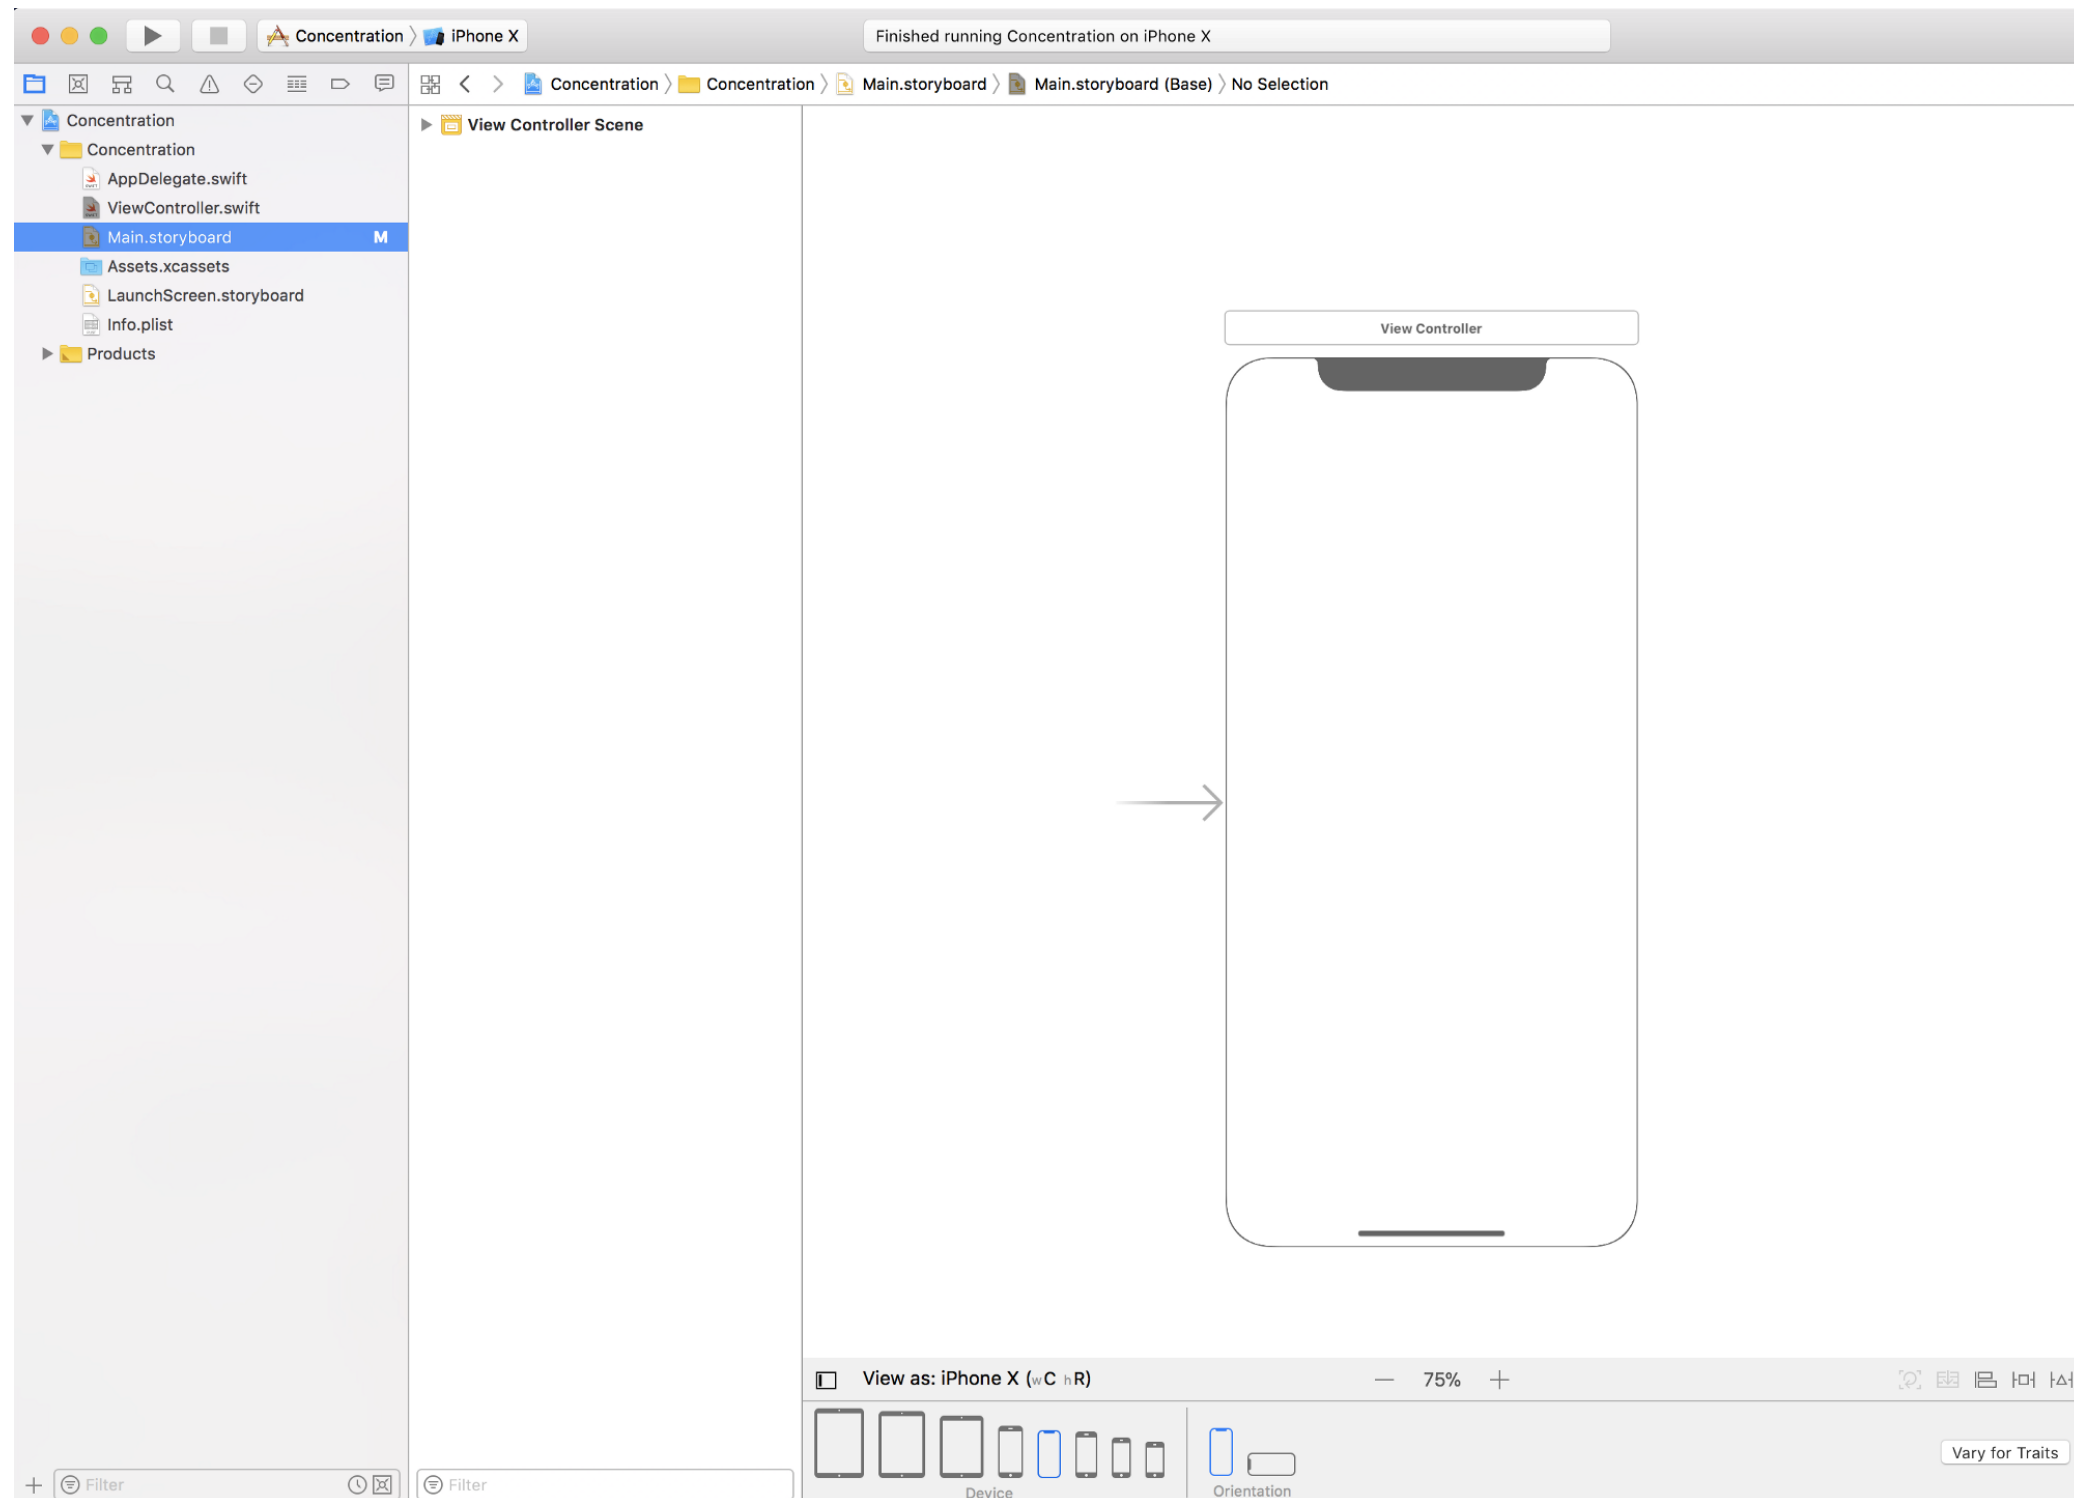 Concentration 〉 iPhone X
Finished running Concentration on iPhone X
Concentration 〉 Concentration 〉 Main.storyboard 〉 Main.storyboard (Base) 〉 No Selection
Concentration
Concentration
AppDelegate.swift
ViewController.swift
Main.storyboard M
Assets.xcassets
LaunchScreen.storyboard
Info.plist
Products
View Controller Scene
View Controller
View as: iPhone X (wC hR)
75%
Vary for Traits
Device
Orientation
Filter
Filter